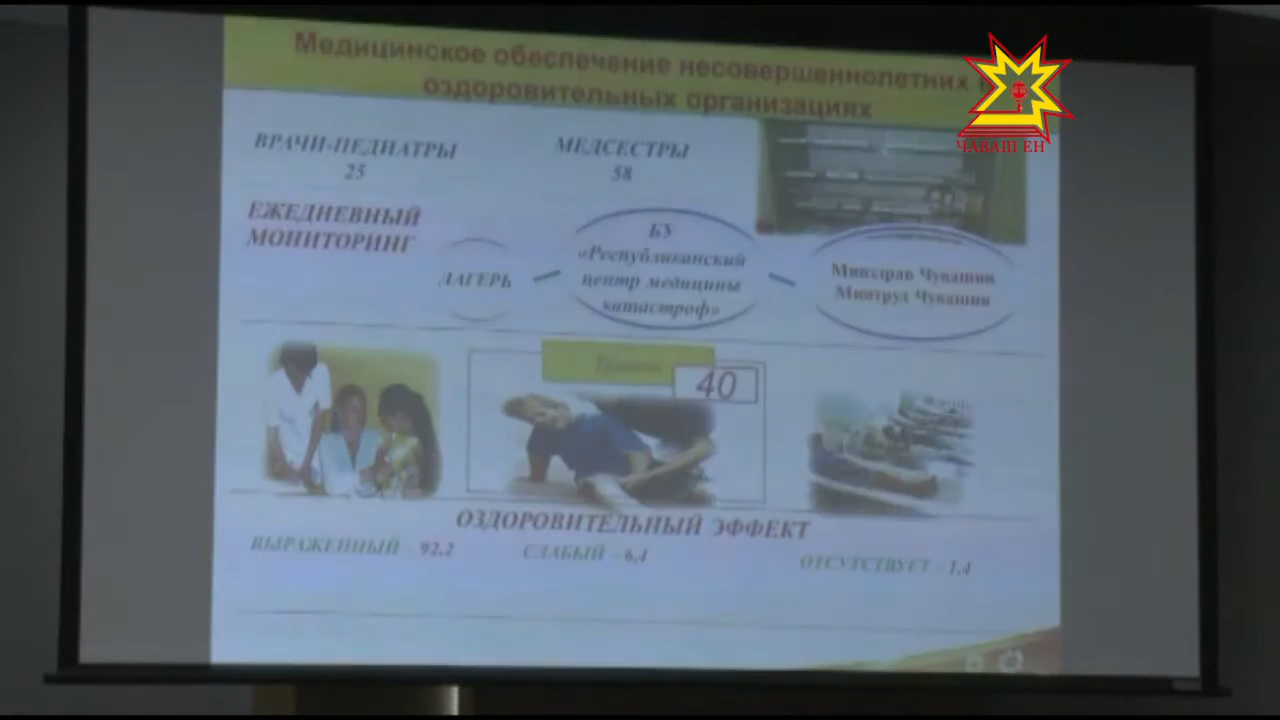 Медицинское обеспечение несовершеннолетних
оздоровительных организациях
ЧĂВАШ ЕН
ВРАЧИ-ПЕДИАТРЫ
25
МЕДСЕСТРЫ
58
ЕЖЕДНЕВНЫЙ
МОНИТОРИНГ
ЛАГЕРЬ
БУ
«Республиканский
центр медицины
катастроф»
Минздрав Чувашии
Минтруд Чувашии
40
ОЗДОРОВИТЕЛЬНЫЙ ЭФФЕКТ
ВЫРАЖЕННЫЙ – 92,2
СЛАБЫЙ – 6,4
ОТСУТСТВУЕТ – 1,4